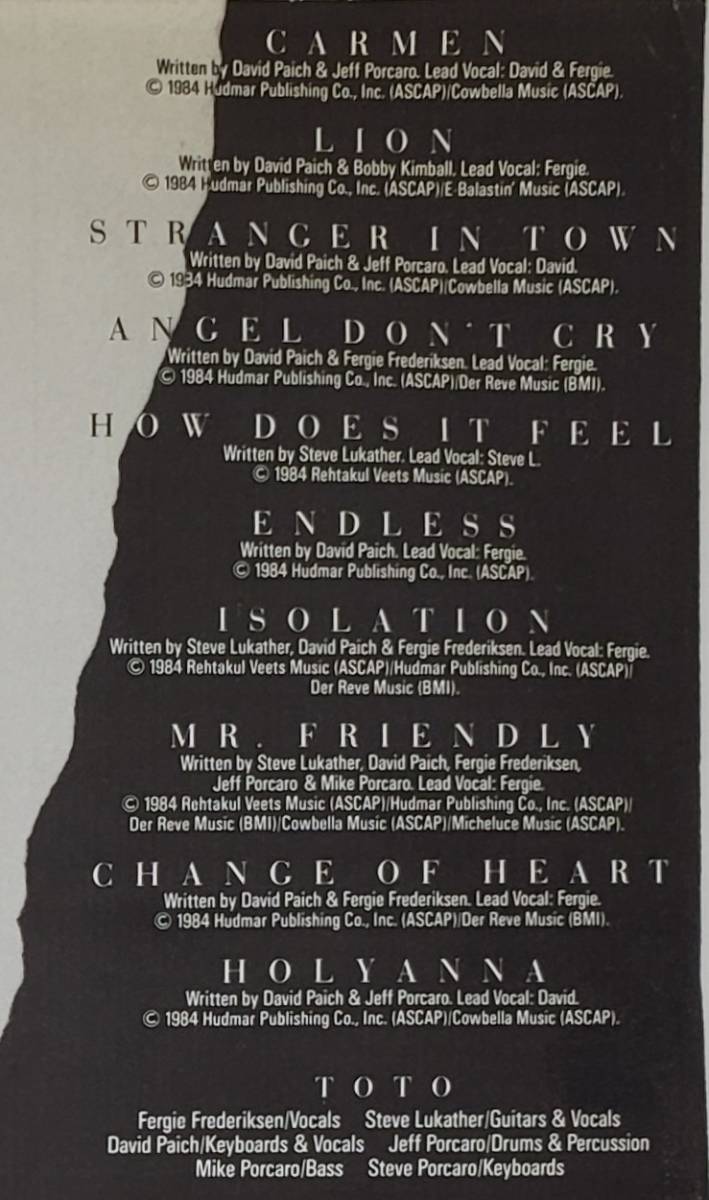 CARMEN
Written by David Paich & Jeff Porcaro. Lead Vocal: David & Fergie.
© 1984 Hudmar Publishing Co., Inc. (ASCAP)/Cowbella Music (ASCAP).
LION
Written by David Paich & Bobby Kimball. Lead Vocal: Fergie.
© 1984 Hudmar Publishing Co., Inc. (ASCAP)/E-Balastin' Music (ASCAP).
STRANGER IN TOWN
Written by David Paich & Jeff Porcaro. Lead Vocal: David.
© 1984 Hudmar Publishing Co., Inc. (ASCAP)/Cowbella Music (ASCAP).
ANGEL DON'T CRY
Written by David Paich & Fergie Frederiksen. Lead Vocal: Fergie.
© 1984 Hudmar Publishing Co., Inc. (ASCAP)/Der Reve Music (BMI).
HOW DOES IT FEEL
Written by Steve Lukather. Lead Vocal: Steve L.
© 1984 Rehtakul Veets Music (ASCAP).
ENDLESS
Written by David Paich. Lead Vocal: Fergie.
© 1984 Hudmar Publishing Co., Inc. (ASCAP).
ISOLATION
Written by Steve Lukather, David Paich & Fergie Frederiksen. Lead Vocal: Fergie.
© 1984 Rehtakul Veets Music (ASCAP)/Hudmar Publishing Co., Inc. (ASCAP)/
Der Reve Music (BMI).
MR. FRIENDLY
Written by Steve Lukather, David Paich, Fergie Frederiksen,
Jeff Porcaro & Mike Porcaro. Lead Vocal: Fergie.
© 1984 Rehtakul Veets Music (ASCAP)/Hudmar Publishing Co., Inc. (ASCAP)/
Der Reve Music (BMI)/Cowbella Music (ASCAP)/Micheluce Music (ASCAP).
CHANGE OF HEART
Written by David Paich & Fergie Frederiksen. Lead Vocal: Fergie.
© 1984 Hudmar Publishing Co., Inc. (ASCAP)/Der Reve Music (BMI).
HOLYANNA
Written by David Paich & Jeff Porcaro. Lead Vocal: David.
© 1984 Hudmar Publishing Co., Inc. (ASCAP)/Cowbella Music (ASCAP).
TOTO
Fergie Frederiksen/Vocals Steve Lukather/Guitars & Vocals
David Paich/Keyboards & Vocals Jeff Porcaro/Drums & Percussion
Mike Porcaro/Bass Steve Porcaro/Keyboards